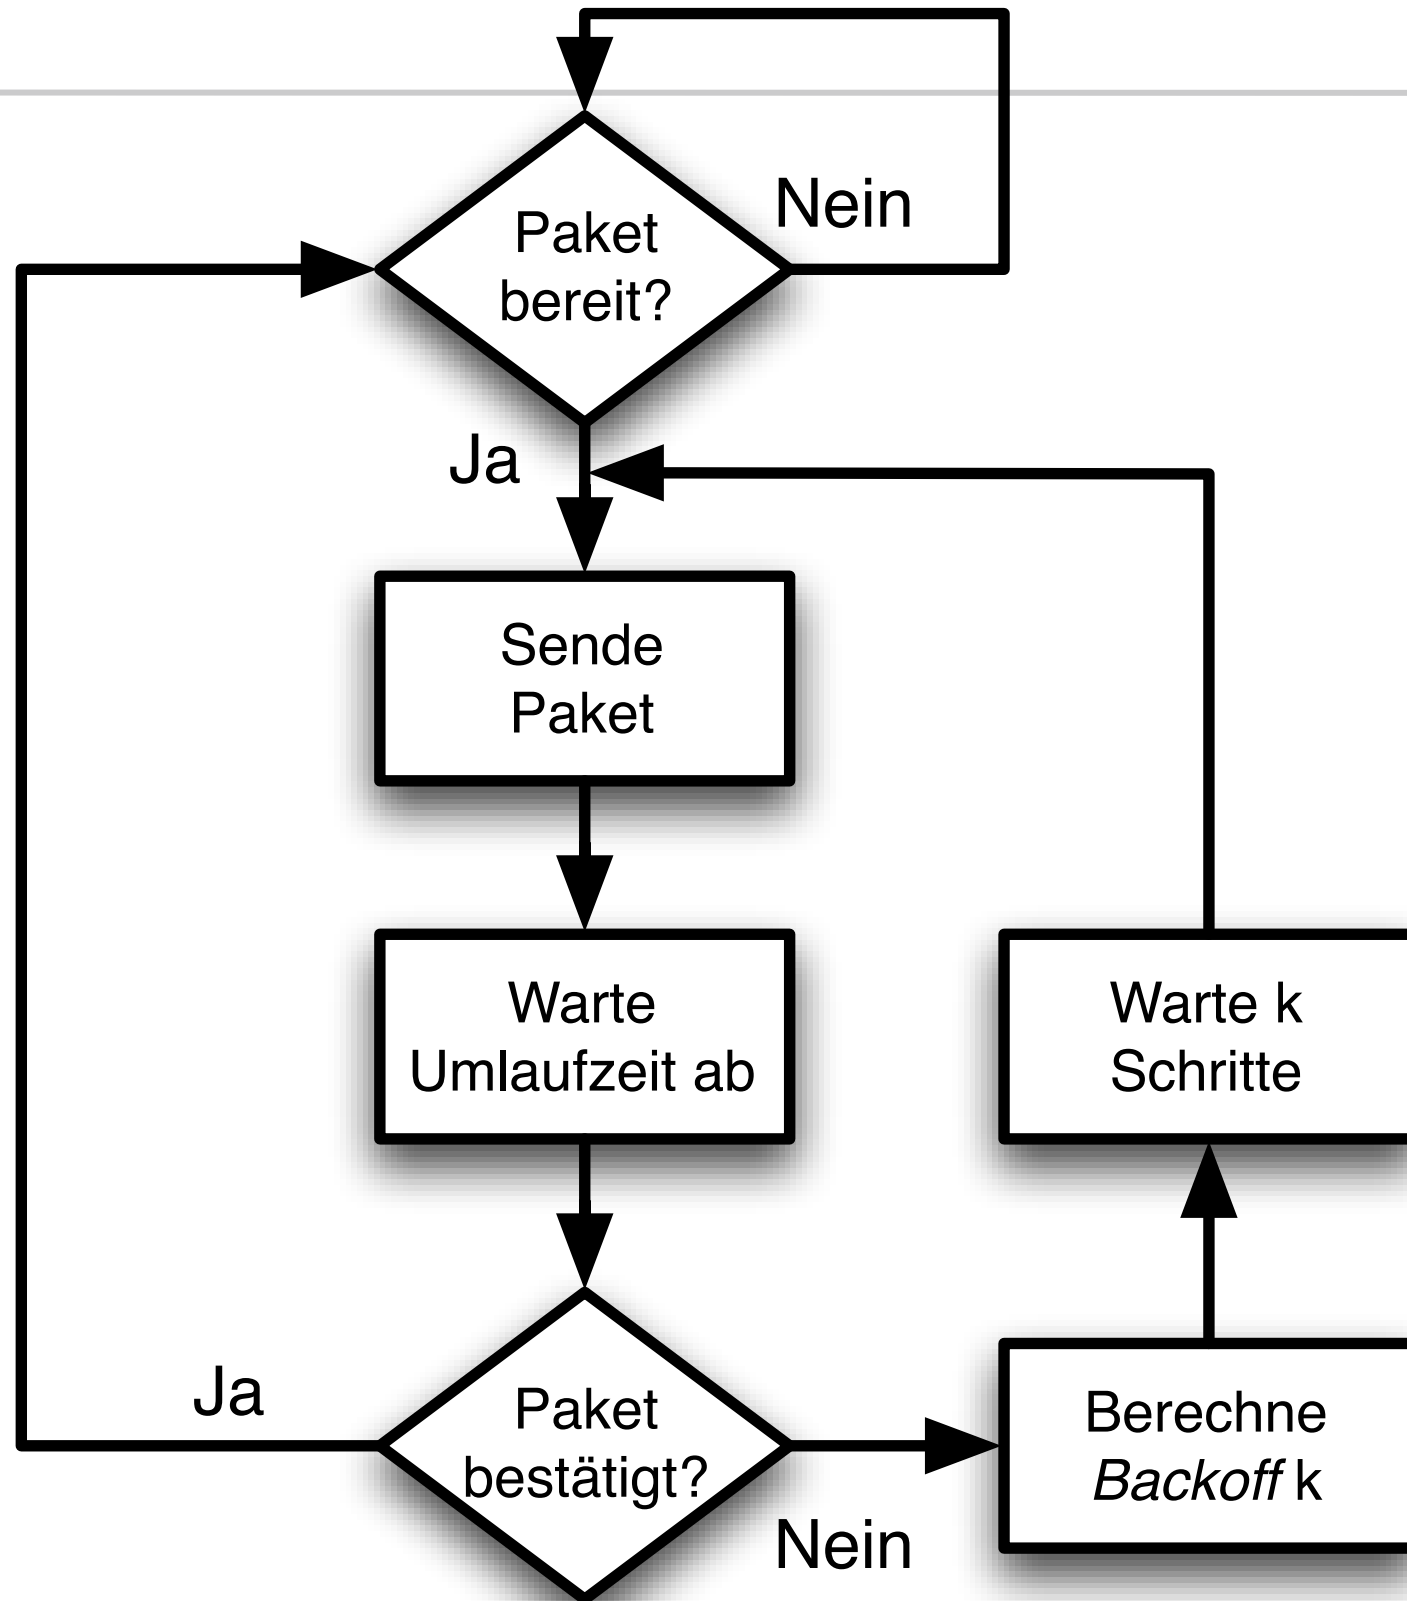 Paket
bereit?
Nein
Ja
Sende
Paket
Warte
Umlaufzeit ab
Warte k
Schritte
Ja
Paket
bestätigt?
Nein
Berechne
Backoff k